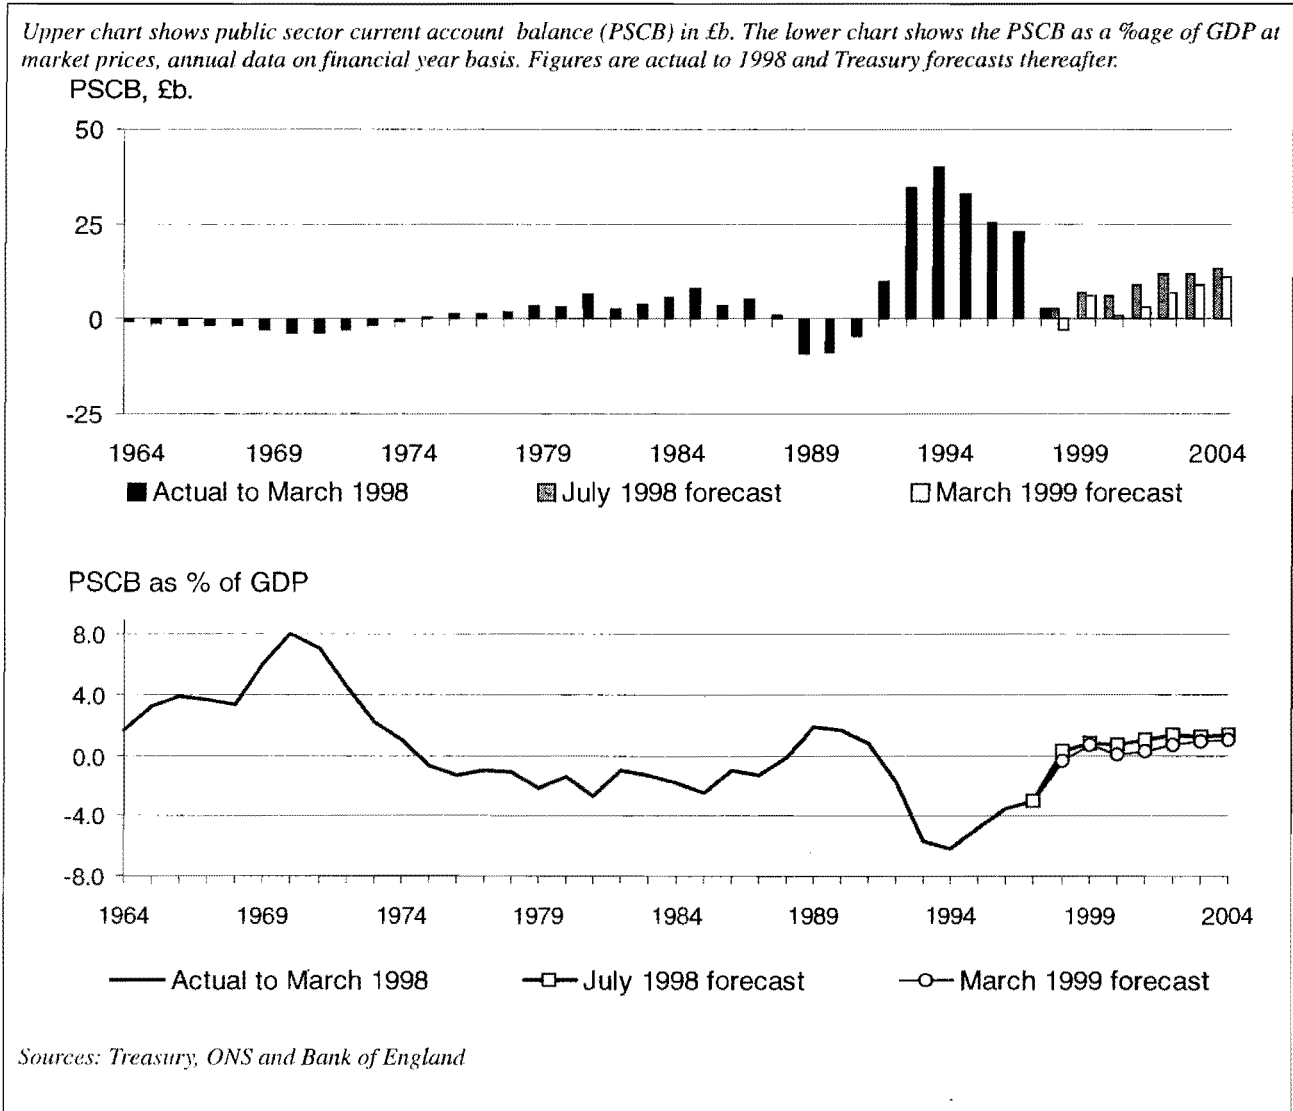 Upper chart shows public sector current account balance (PSCB) in £b. The lower chart shows the PSCB as a %age of GDP at
market prices, annual data on financial year basis. Figures are actual to 1998 and Treasury forecasts thereafter.
PSCB, £b.
50
25
0
-25
1964 1969 1974 1979 1984 1989 1994 1999 2004
Actual to March 1998 July 1998 forecast March 1999 forecast
PSCB as % of GDP
8.0
4.0
0.0
-4.0
-8.0
1964 1969 1974 1979 1984 1989 1994 1999 2004
Actual to March 1998 July 1998 forecast March 1999 forecast
Sources: Treasury, ONS and Bank of England